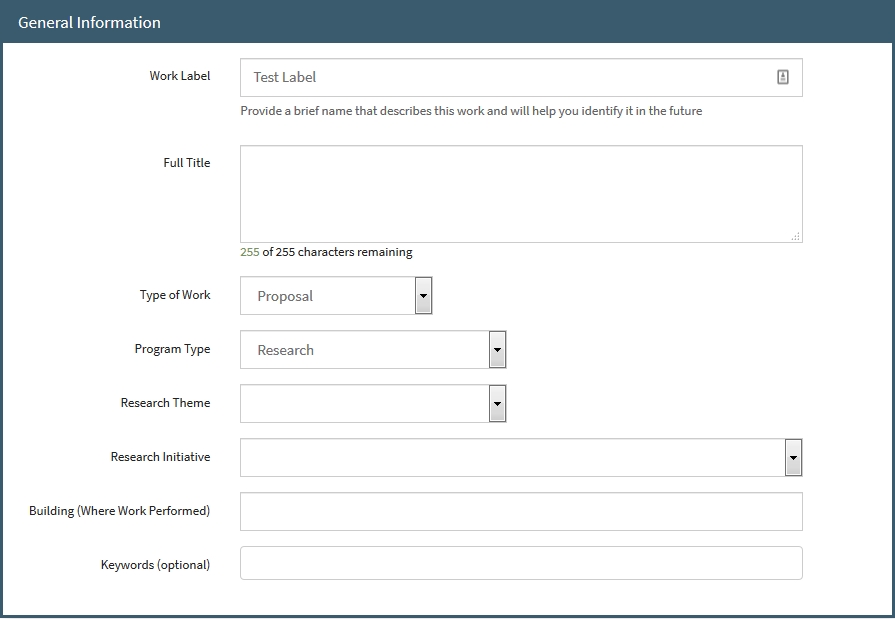 General Information
Work Label
Test Label
Provide a brief name that describes this work and will help you identify it in the future
Full Title
255 of 255 characters remaining
Type of Work
Proposal
Program Type
Research
Research Theme
Research Initiative
Building (Where Work Performed)
Keywords (optional)